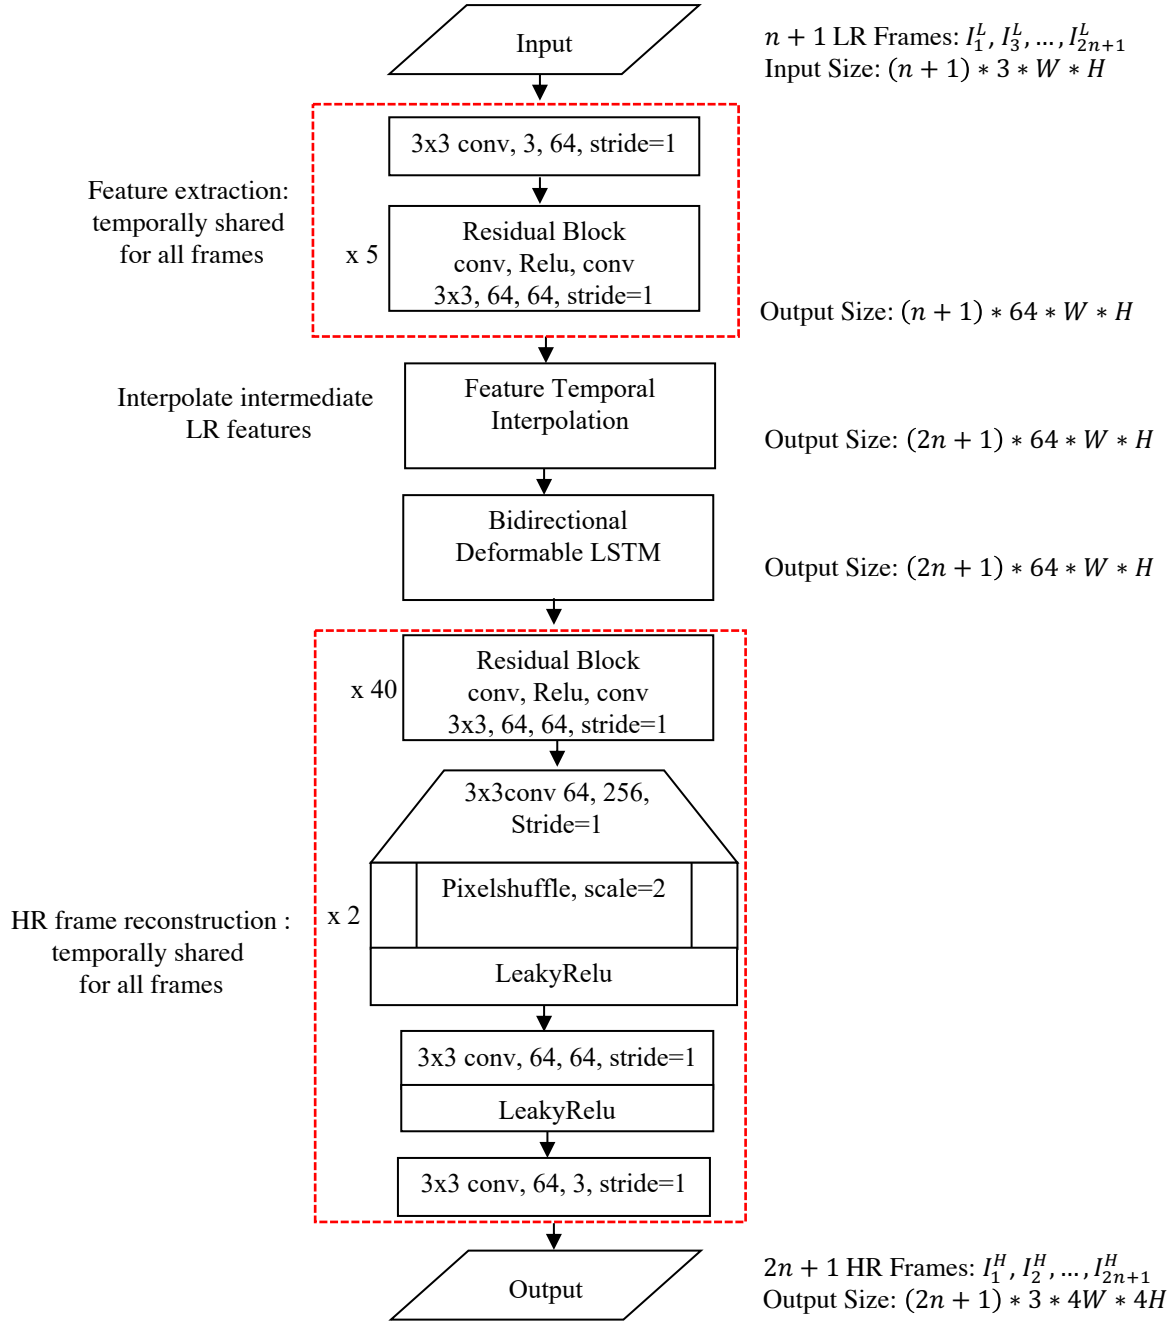 Input
n + 1 LR Frames: I_1^L, I_3^L, ..., I_{2n+1}^L
Input Size: (n + 1) * 3 * W * H
3x3 conv, 3, 64, stride=1
Feature extraction:
temporally shared
for all frames
x 5
Residual Block
conv, Relu, conv
3x3, 64, 64, stride=1
Output Size: (n + 1) * 64 * W * H
Interpolate intermediate
LR features
Feature Temporal
Interpolation
Output Size: (2n + 1) * 64 * W * H
Bidirectional
Deformable LSTM
Output Size: (2n + 1) * 64 * W * H
x 40
Residual Block
conv, Relu, conv
3x3, 64, 64, stride=1
3x3conv 64, 256,
Stride=1
HR frame reconstruction :
temporally shared
for all frames
x 2
Pixelshuffle, scale=2
LeakyRelu
3x3 conv, 64, 64, stride=1
LeakyRelu
3x3 conv, 64, 3, stride=1
Output
2n + 1 HR Frames: I_1^H, I_2^H, ..., I_{2n+1}^H
Output Size: (2n + 1) * 3 * 4W * 4H